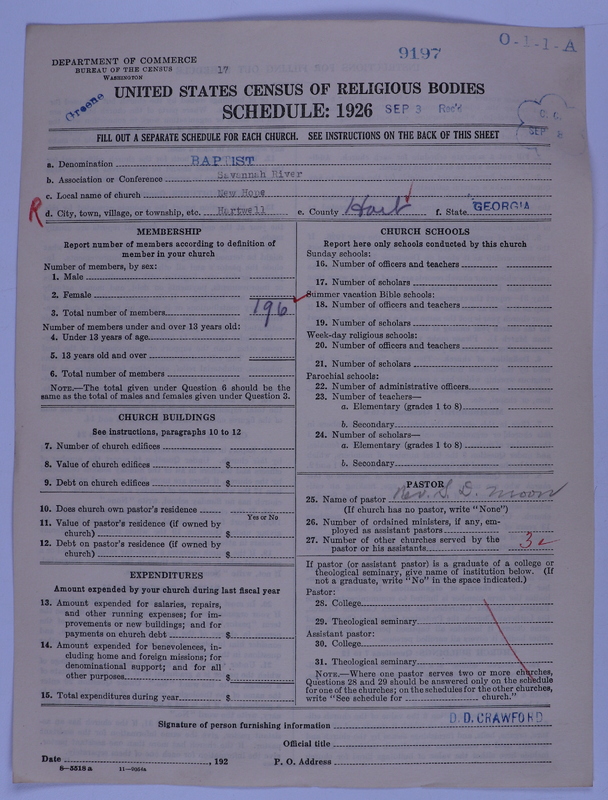 9197
O-1-1-A
DEPARTMENT OF COMMERCE
BUREAU OF THE CENSUS
WASHINGTON
17
Greene
UNITED STATES CENSUS OF RELIGIOUS BODIES
SCHEDULE: 1926 SEP 3 Rec'd
FILL OUT A SEPARATE SCHEDULE FOR EACH CHURCH. SEE INSTRUCTIONS ON THE BACK OF THIS SHEET
a. Denomination BAPTIST
b. Association or Conference Savannah River
c. Local name of church New Hope
R d. City, town, village, or township, etc. Hartwell e. County Hart f. State GEORGIA
MEMBERSHIP
Report number of members according to definition of
member in your church
Number of members, by sex:
1. Male
2. Female
3. Total number of members 196
Number of members under and over 13 years old:
4. Under 13 years of age
5. 13 years old and over
6. Total number of members
NOTE.—The total given under Question 6 should be the
same as the total of males and females given under Question 3.
CHURCH BUILDINGS
See instructions, paragraphs 10 to 12
7. Number of church edifices
8. Value of church edifices $
9. Debt on church edifices $
10. Does church own pastor's residence
Yes or No
11. Value of pastor's residence (if owned by
church) $
12. Debt on pastor's residence (if owned by
church) $
EXPENDITURES
Amount expended by your church during last fiscal year
13. Amount expended for salaries, repairs,
and other running expenses; for im-
provements or new buildings; and for
payments on church debt $
14. Amount expended for benevolences, in-
cluding home and foreign missions; for
denominational support; and for all
other purposes $
15. Total expenditures during year $
CHURCH SCHOOLS
Report here only schools conducted by this church
Sunday schools:
16. Number of officers and teachers
17. Number of scholars
Summer vacation Bible schools:
18. Number of officers and teachers
19. Number of scholars
Week-day religious schools:
20. Number of officers and teachers
21. Number of scholars
Parochial schools:
22. Number of administrative officers
23. Number of teachers—
a. Elementary (grades 1 to 8)
b. Secondary
24. Number of scholars—
a. Elementary (grades 1 to 8)
b. Secondary
PASTOR
25. Name of pastor Rev. S. D. Moon
(If church has no pastor, write "None")
26. Number of ordained ministers, if any, em-
ployed as assistant pastors
27. Number of other churches served by the
pastor or his assistants 3
If pastor (or assistant pastor) is a graduate of a college or
theological seminary, give name of institution below. (If
not a graduate, write "No" in the space indicated.)
Pastor:
28. College
29. Theological seminary
Assistant pastor:
30. College
31. Theological seminary
NOTE.—Where one pastor serves two or more churches,
Questions 28 and 29 should be answered only on the schedule
for one of the churches; on the schedules for the other churches,
write "See schedule for church."
Signature of person furnishing information D. D. CRAWFORD
Official title
Date , 192 P. O. Address
8—5518 a